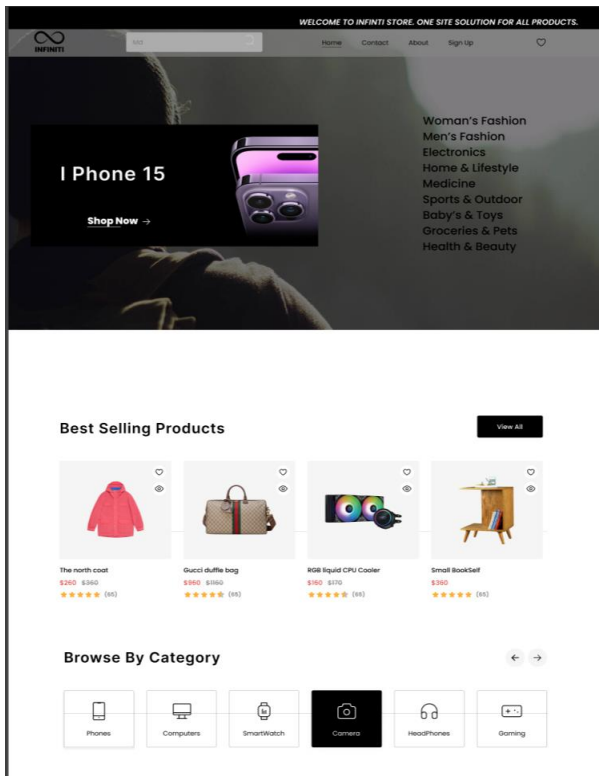 WELCOME TO INFINTI STORE. ONE SITE SOLUTION FOR ALL PRODUCTS.
INFINITI
Home Contact About Sign Up
Woman's Fashion
Men's Fashion
Electronics
Home & Lifestyle
Medicine
Sports & Outdoor
Baby's & Toys
Groceries & Pets
Health & Beauty
I Phone 15
Shop Now →
Best Selling Products
View All
The north coat
$260 $360
(65)
Gucci duffle bag
$960 $1160
(65)
RGB liquid CPU Cooler
$160 $170
(65)
Small BookSelf
$360
(65)
Browse By Category
← →
Phones
Computers
SmartWatch
Camera
HeadPhones
Gaming